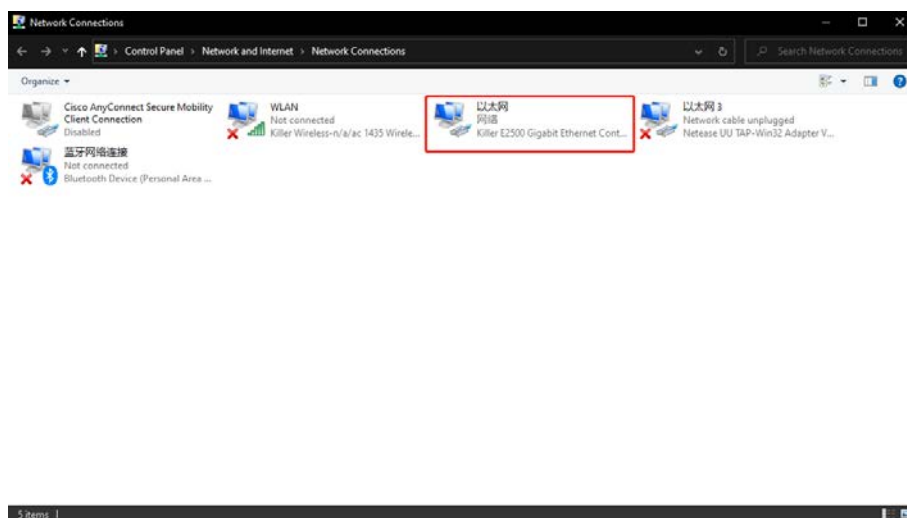 Network Connections
Control Panel › Network and Internet › Network Connections
Search Network Connections
Organize
Cisco AnyConnect Secure Mobility
Client Connection
Disabled
WLAN
Not connected
Killer Wireless-n/a/ac 1435 Wirele...
以太网
网络
Killer E2500 Gigabit Ethernet Cont...
以太网 3
Network cable unplugged
Netease UU TAP-Win32 Adapter V...
蓝牙网络连接
Not connected
Bluetooth Device (Personal Area ...
5 items